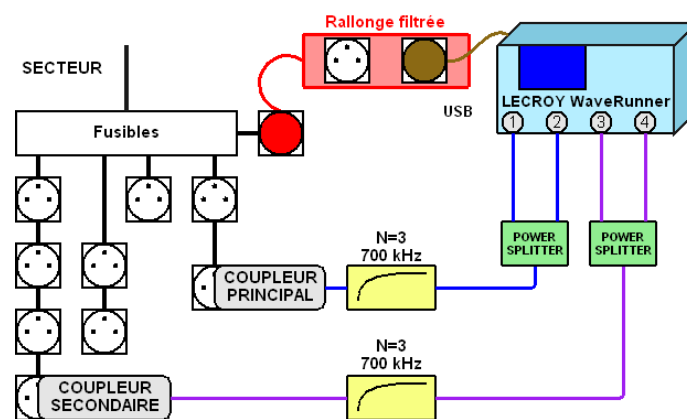 Rallonge filtrée
SECTEUR
USB
LECROY WaveRunner
1 2 3 4
Fusibles
POWER
SPLITTER
POWER
SPLITTER
N=3
700 kHz
COUPLEUR
PRINCIPAL
N=3
700 kHz
COUPLEUR
SECONDAIRE